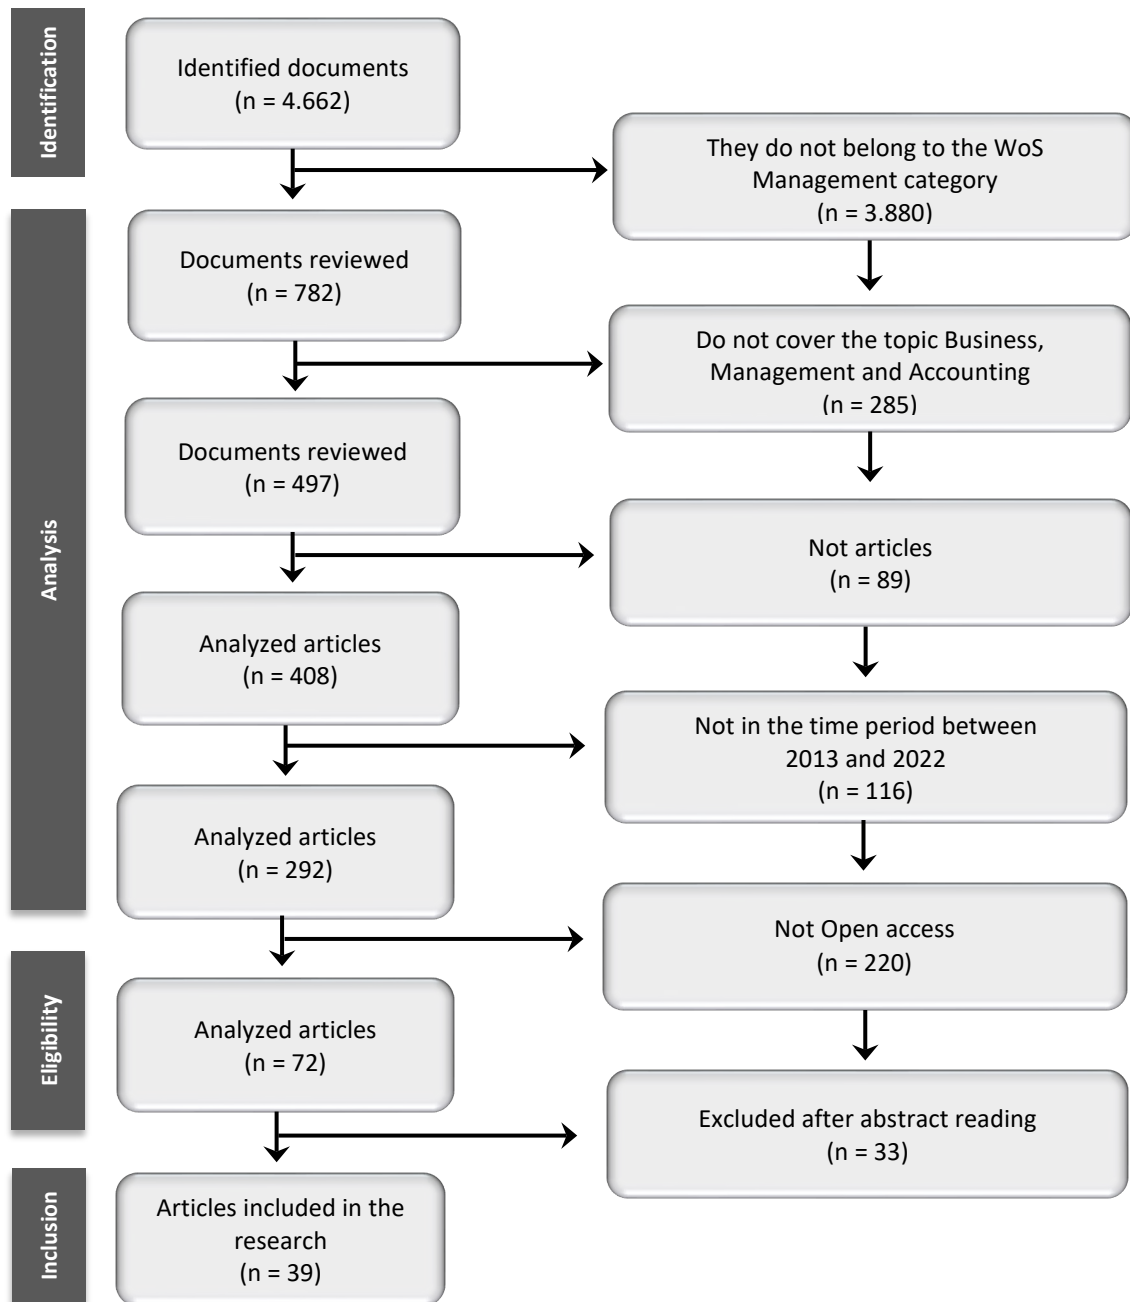 Identification
Identified documents
(n = 4.662)
They do not belong to the WoS
Management category
(n = 3.880)
Analysis
Documents reviewed
(n = 782)
Do not cover the topic Business,
Management and Accounting
(n = 285)
Documents reviewed
(n = 497)
Not articles
(n = 89)
Analyzed articles
(n = 408)
Not in the time period between
2013 and 2022
(n = 116)
Analyzed articles
(n = 292)
Not Open access
(n = 220)
Eligibility
Analyzed articles
(n = 72)
Excluded after abstract reading
(n = 33)
Inclusion
Articles included in the
research
(n = 39)